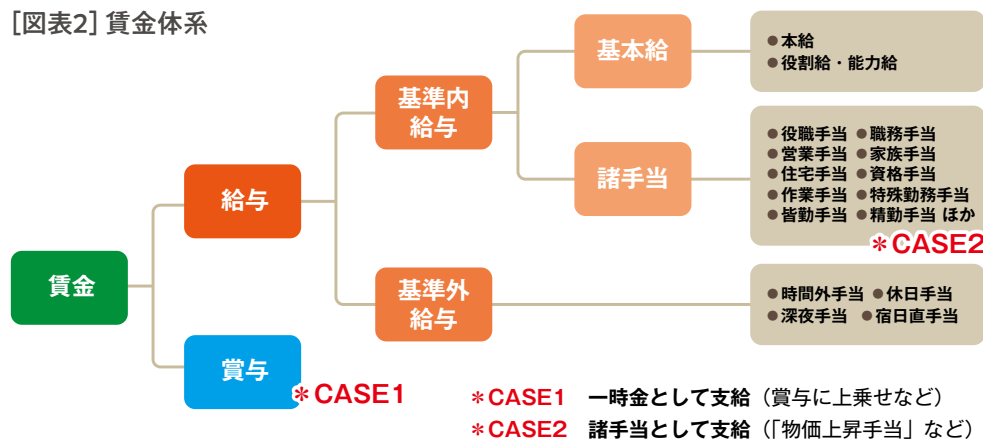 [図表2] 賃金体系
賃金
給与
賞与
*CASE1
基準内
給与
基準外
給与
基本給
諸手当
●本給
●役割給・能力給
●役職手当 ●職務手当
●営業手当 ●家族手当
●住宅手当 ●資格手当
●作業手当 ●特殊勤務手当
●皆勤手当 ●精勤手当 ほか
*CASE2
●時間外手当 ●休日手当
●深夜手当 ●宿日直手当
*CASE1 一時金として支給（賞与に上乗せなど）
*CASE2 諸手当として支給（「物価上昇手当」など）